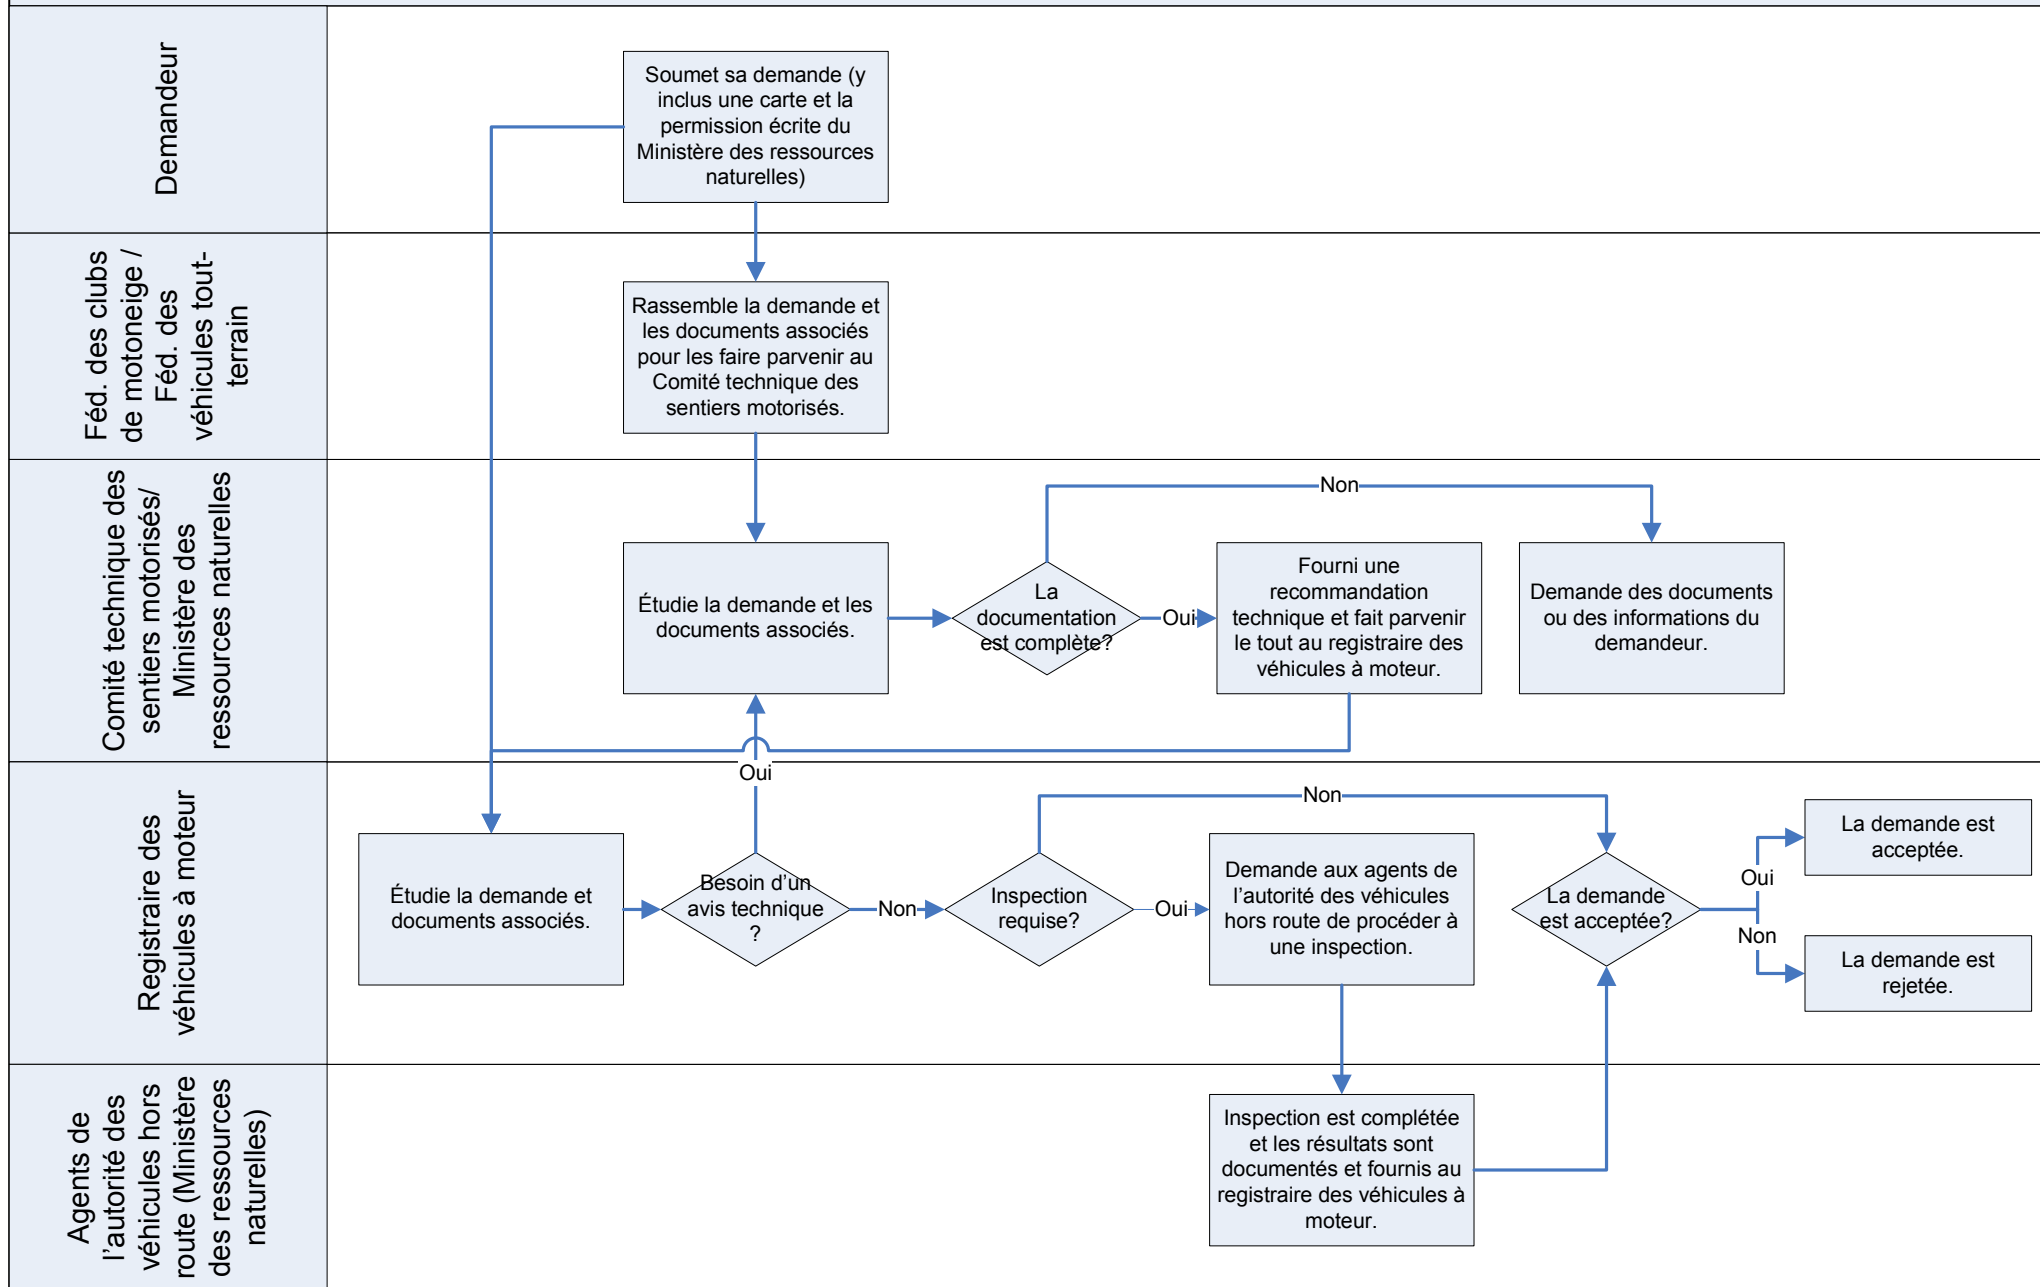 Demandeur
Soumet sa demande (y
inclus une carte et la
permission écrite du
Ministère des ressources
naturelles)
Féd. des clubs
de motoneige /
Féd. des
véhicules tout-
terrain
Rassemble la demande et
les documents associés
pour les faire parvenir au
Comité technique des
sentiers motorisés.
Comité technique des
sentiers motorisés/
Ministère des
ressources naturelles
Non
Étudie la demande et les
documents associés.
La
documentation
est complète?
Oui
Fourni une
recommandation
technique et fait parvenir
le tout au registraire des
véhicules à moteur.
Demande des documents
ou des informations du
demandeur.
Oui
Registraire des
véhicules à moteur
Non
Étudie la demande et
documents associés.
Besoin d'un
avis technique
?
Non
Inspection
requise?
Oui
Demande aux agents de
l'autorité des véhicules
hors route de procéder à
une inspection.
La demande
est acceptée?
Oui
Non
La demande est
acceptée.
La demande est
rejetée.
Agents de
l'autorité des
véhicules hors
route (Ministère
des ressources
naturelles)
Inspection est complétée
et les résultats sont
documentés et fournis au
registraire des véhicules à
moteur.